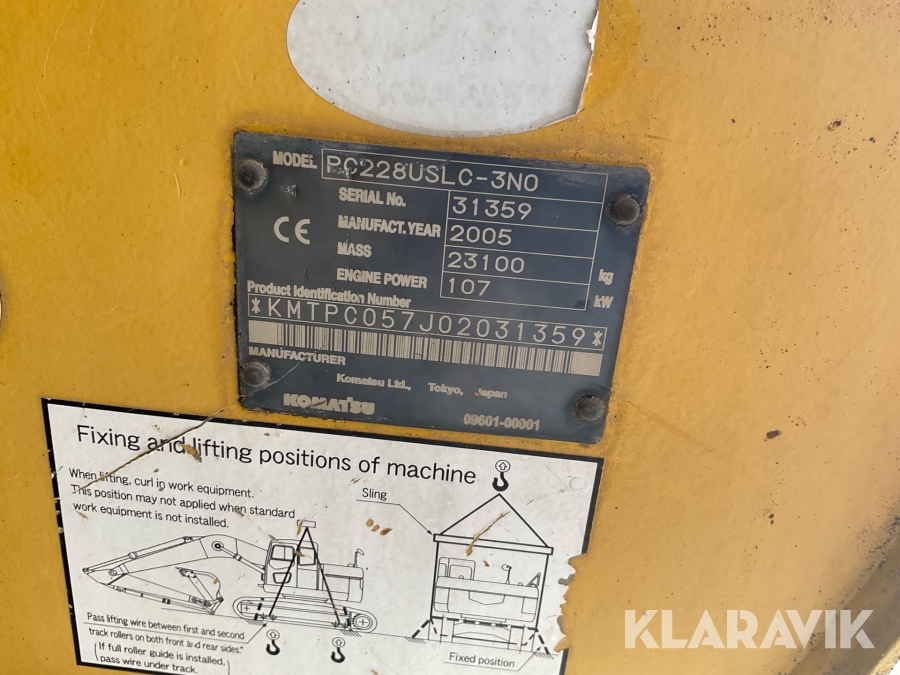 MODEL PC228USLC-3N0
SERIAL No. 31359
MANUFACT.YEAR 2005
MASS 23100 kg
ENGINE POWER 107 kW
CE
Product Identification Number
*KMTPC057J02031359*
MANUFACTURER
Komatsu Ltd., Tokyo, Japan
KOMATSU 09601-00001
Fixing and lifting positions of machine
When lifting, curl in work equipment.
This position may not applied when standard
work equipment is not installed.
Sling
Pass lifting wire between first and second
track rollers on both front and rear sides.
(If full roller guide is installed,
pass wire under track.)
Fixed position
KLARAVIK